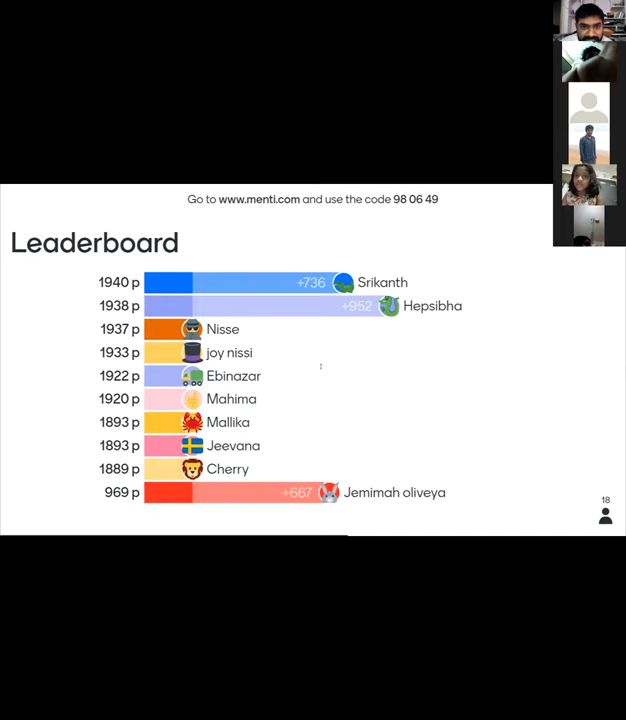 Go to www.menti.com and use the code 98 06 49
Leaderboard
1940 p +736 Srikanth
1938 p +952 Hepsibha
1937 p Nisse
1933 p joy nissi
1922 p Ebinazar
1920 p Mahima
1893 p Mallika
1893 p Jeevana
1889 p Cherry
969 p +667 Jemimah oliveya
18